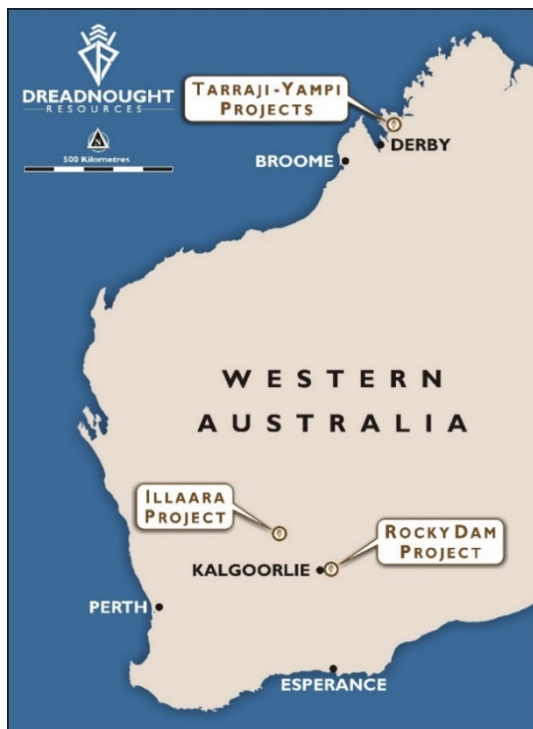 DREADNOUGHT
RESOURCES
500 Kilometres
TARRAJI-YAMPI
PROJECTS
DERBY
BROOME
WESTERN
AUSTRALIA
ILLAARA
PROJECT
ROCKY DAM
PROJECT
KALGOORLIE
PERTH
ESPERANCE